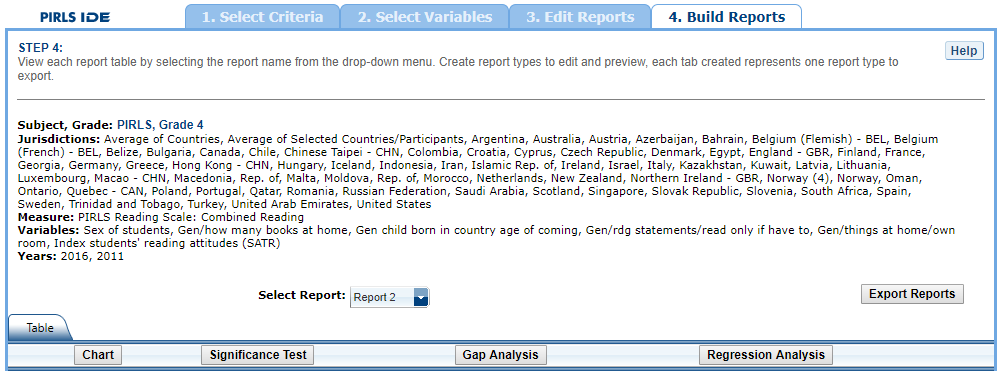 PIRLS IDE
1. Select Criteria
2. Select Variables
3. Edit Reports
4. Build Reports
STEP 4:
Help
View each report table by selecting the report name from the drop-down menu. Create report types to edit and preview, each tab created represents one report type to
export.
Subject, Grade: PIRLS, Grade 4
Jurisdictions: Average of Countries, Average of Selected Countries/Participants, Argentina, Australia, Austria, Azerbaijan, Bahrain, Belgium (Flemish) - BEL, Belgium
(French) - BEL, Belize, Bulgaria, Canada, Chile, Chinese Taipei - CHN, Colombia, Croatia, Cyprus, Czech Republic, Denmark, Egypt, England - GBR, Finland, France,
Georgia, Germany, Greece, Hong Kong - CHN, Hungary, Iceland, Indonesia, Iran, Islamic Rep. of, Ireland, Israel, Italy, Kazakhstan, Kuwait, Latvia, Lithuania,
Luxembourg, Macao - CHN, Macedonia, Rep. of, Malta, Moldova, Rep. of, Morocco, Netherlands, New Zealand, Northern Ireland - GBR, Norway (4), Norway, Oman,
Ontario, Quebec - CAN, Poland, Portugal, Qatar, Romania, Russian Federation, Saudi Arabia, Scotland, Singapore, Slovak Republic, Slovenia, South Africa, Spain,
Sweden, Trinidad and Tobago, Turkey, United Arab Emirates, United States
Measure: PIRLS Reading Scale: Combined Reading
Variables: Sex of students, Gen/how many books at home, Gen child born in country age of coming, Gen/rdg statements/read only if have to, Gen/things at home/own
room, Index students' reading attitudes (SATR)
Years: 2016, 2011
Select Report: Report 2
Export Reports
Table
Chart
Significance Test
Gap Analysis
Regression Analysis